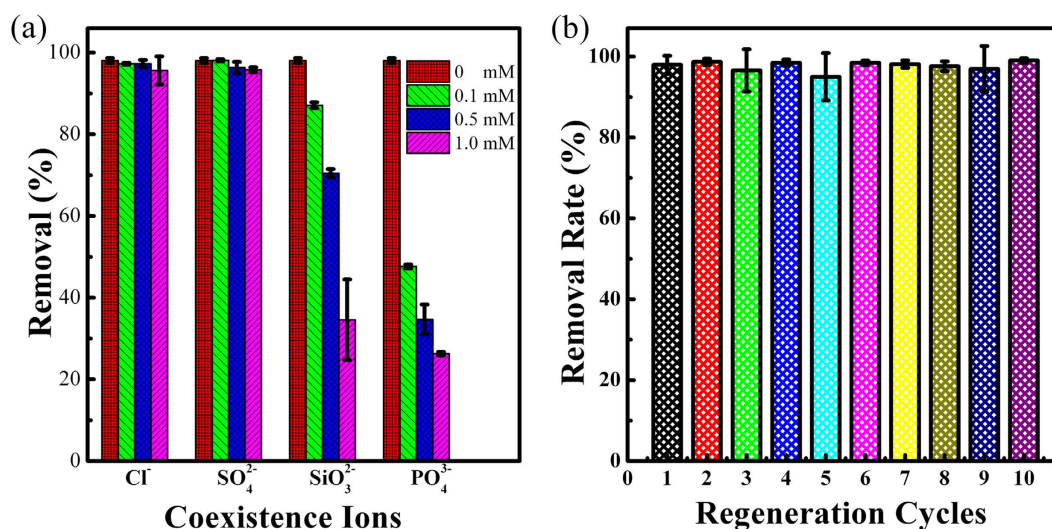 (a)
Removal (%)
100
80
60
40
20
0
0 mM
0.1 mM
0.5 mM
1.0 mM
Cl⁻ SO₄²⁻ SiO₃²⁻ PO₄³⁻
Coexistence Ions
(b)
Removal Rate (%)
100
80
60
40
20
0
0 1 2 3 4 5 6 7 8 9 10
Regeneration Cycles